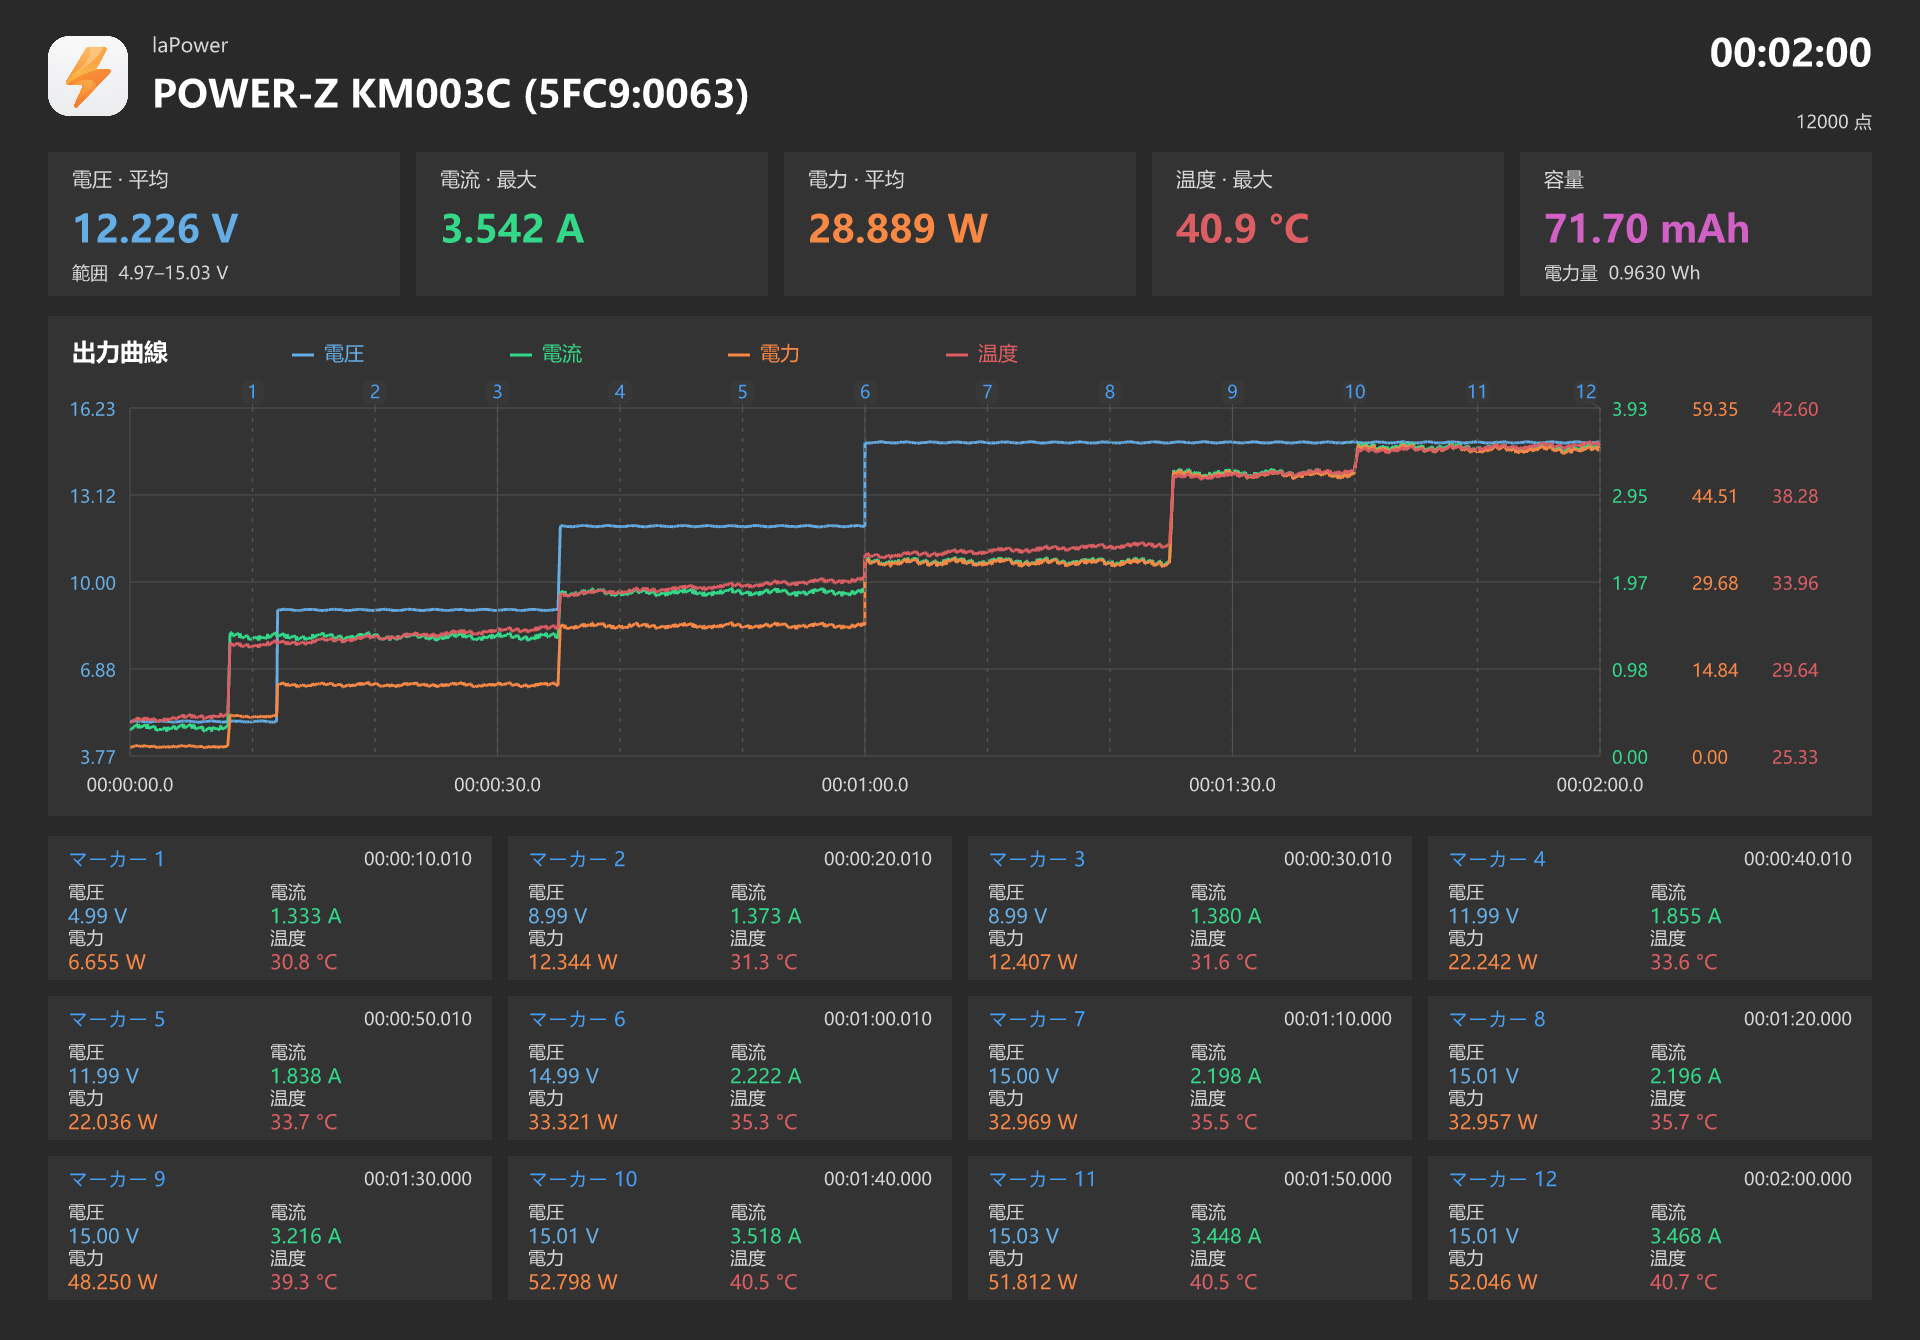 laPower
POWER-Z KM003C (5FC9:0063)
00:02:00
12000 点
電圧 · 平均
12.226 V
範囲 4.97–15.03 V
電流 · 最大
3.542 A
電力 · 平均
28.889 W
温度 · 最大
40.9 °C
容量
71.70 mAh
電力量 0.9630 Wh
出力曲線 電圧 電流 電力 温度
1 2 3 4 5 6 7 8 9 10 11 12
16.23 3.93 59.35 42.60
13.12 2.95 44.51 38.28
10.00 1.97 29.68 33.96
6.88 0.98 14.84 29.64
3.77 0.00 0.00 25.33
00:00:00.0 00:00:30.0 00:01:00.0 00:01:30.0 00:02:00.0
マーカー 1 00:00:10.010
電圧 電流
4.99 V 1.333 A
電力 温度
6.655 W 30.8 °C
マーカー 2 00:00:20.010
電圧 電流
8.99 V 1.373 A
電力 温度
12.344 W 31.3 °C
マーカー 3 00:00:30.010
電圧 電流
8.99 V 1.380 A
電力 温度
12.407 W 31.6 °C
マーカー 4 00:00:40.010
電圧 電流
11.99 V 1.855 A
電力 温度
22.242 W 33.6 °C
マーカー 5 00:00:50.010
電圧 電流
11.99 V 1.838 A
電力 温度
22.036 W 33.7 °C
マーカー 6 00:01:00.010
電圧 電流
14.99 V 2.222 A
電力 温度
33.321 W 35.3 °C
マーカー 7 00:01:10.000
電圧 電流
15.00 V 2.198 A
電力 温度
32.969 W 35.5 °C
マーカー 8 00:01:20.000
電圧 電流
15.01 V 2.196 A
電力 温度
32.957 W 35.7 °C
マーカー 9 00:01:30.000
電圧 電流
15.00 V 3.216 A
電力 温度
48.250 W 39.3 °C
マーカー 10 00:01:40.000
電圧 電流
15.01 V 3.518 A
電力 温度
52.798 W 40.5 °C
マーカー 11 00:01:50.000
電圧 電流
15.03 V 3.448 A
電力 温度
51.812 W 40.5 °C
マーカー 12 00:02:00.000
電圧 電流
15.01 V 3.468 A
電力 温度
52.046 W 40.7 °C